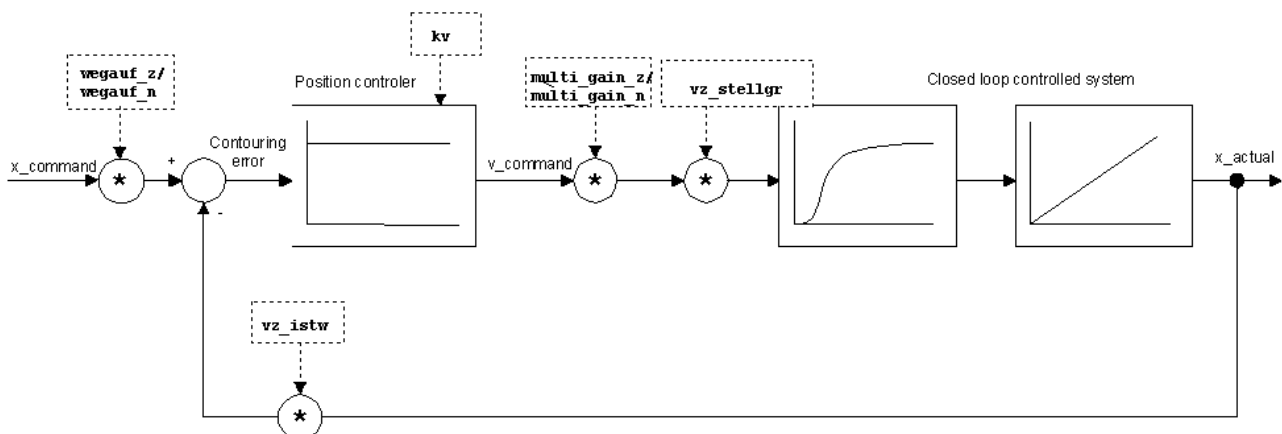 kv
wegauf_z/
wegauf_n
Position controler
multi_gain_z/
multi_gain_n
vz_stellgr
Closed loop controlled system
x_command
*
+
-
Contouring
error
v_command
*
*
x_actual
vz_istw
*